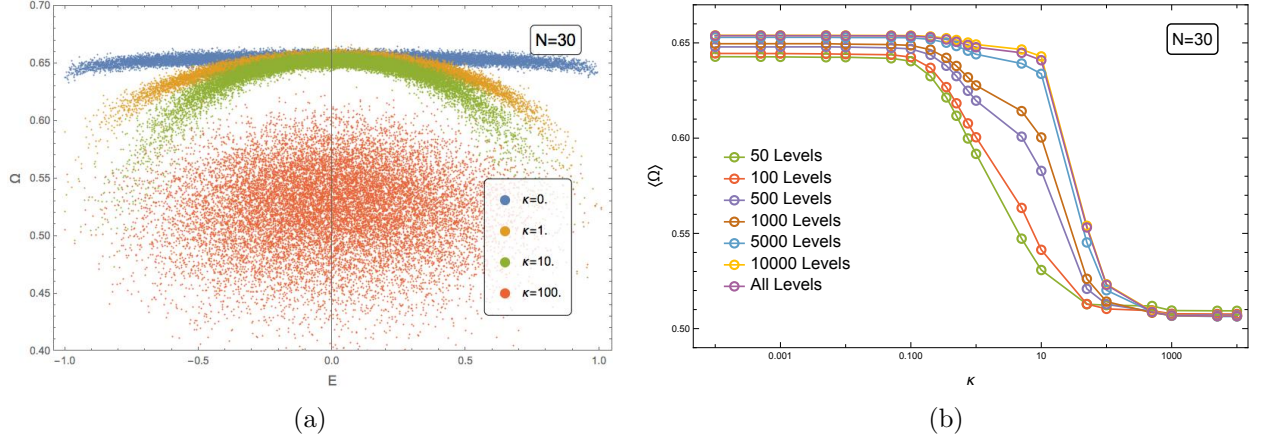 0.70
0.65
0.60
0.55
0.50
0.45
0.40
Ω
N=30
κ=0.
κ=1.
κ=10.
κ=100.
-1.0 -0.5 0.0 0.5 1.0
E
(a)
0.65
0.60
0.55
0.50
⟨Ω⟩
N=30
50 Levels
100 Levels
500 Levels
1000 Levels
5000 Levels
10000 Levels
All Levels
0.001 0.100 10 1000
κ
(b)